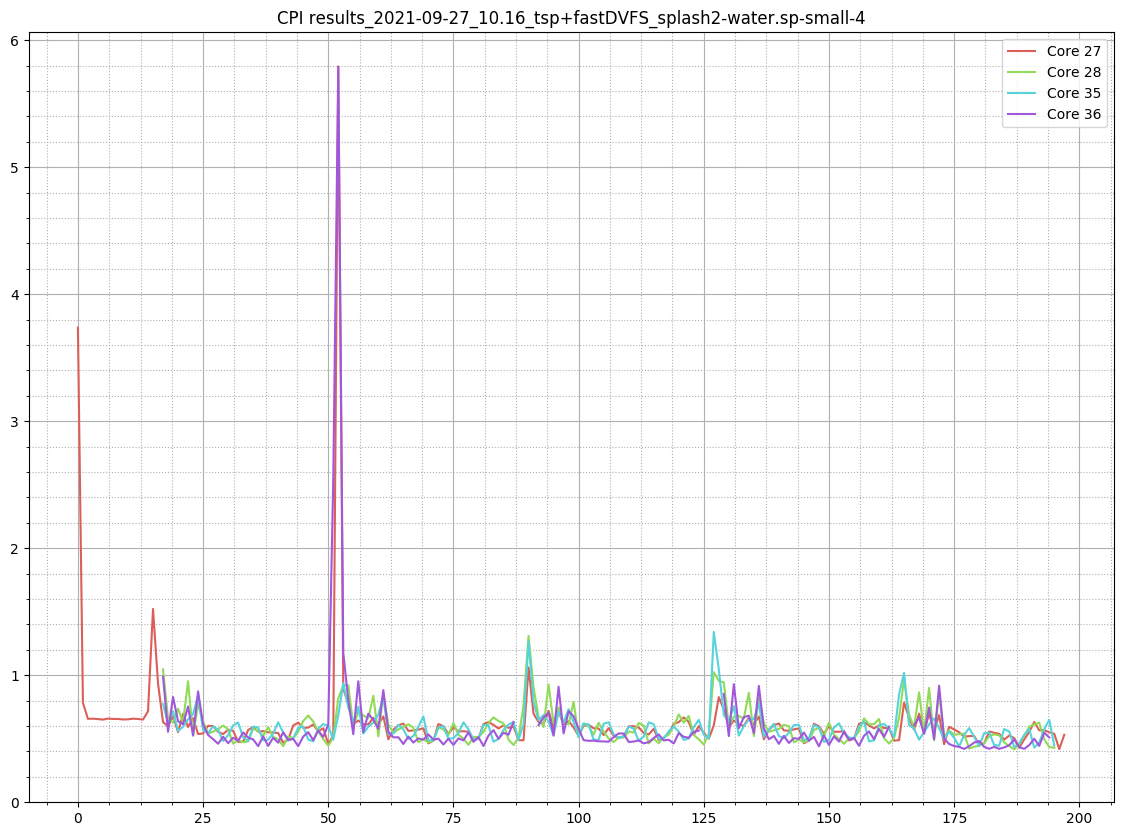 CPI results_2021-09-27_10.16_tsp+fastDVFS_splash2-water.sp-small-4
Core 27
Core 28
Core 35
Core 36
6
5
4
3
2
1
0
0 25 50 75 100 125 150 175 200